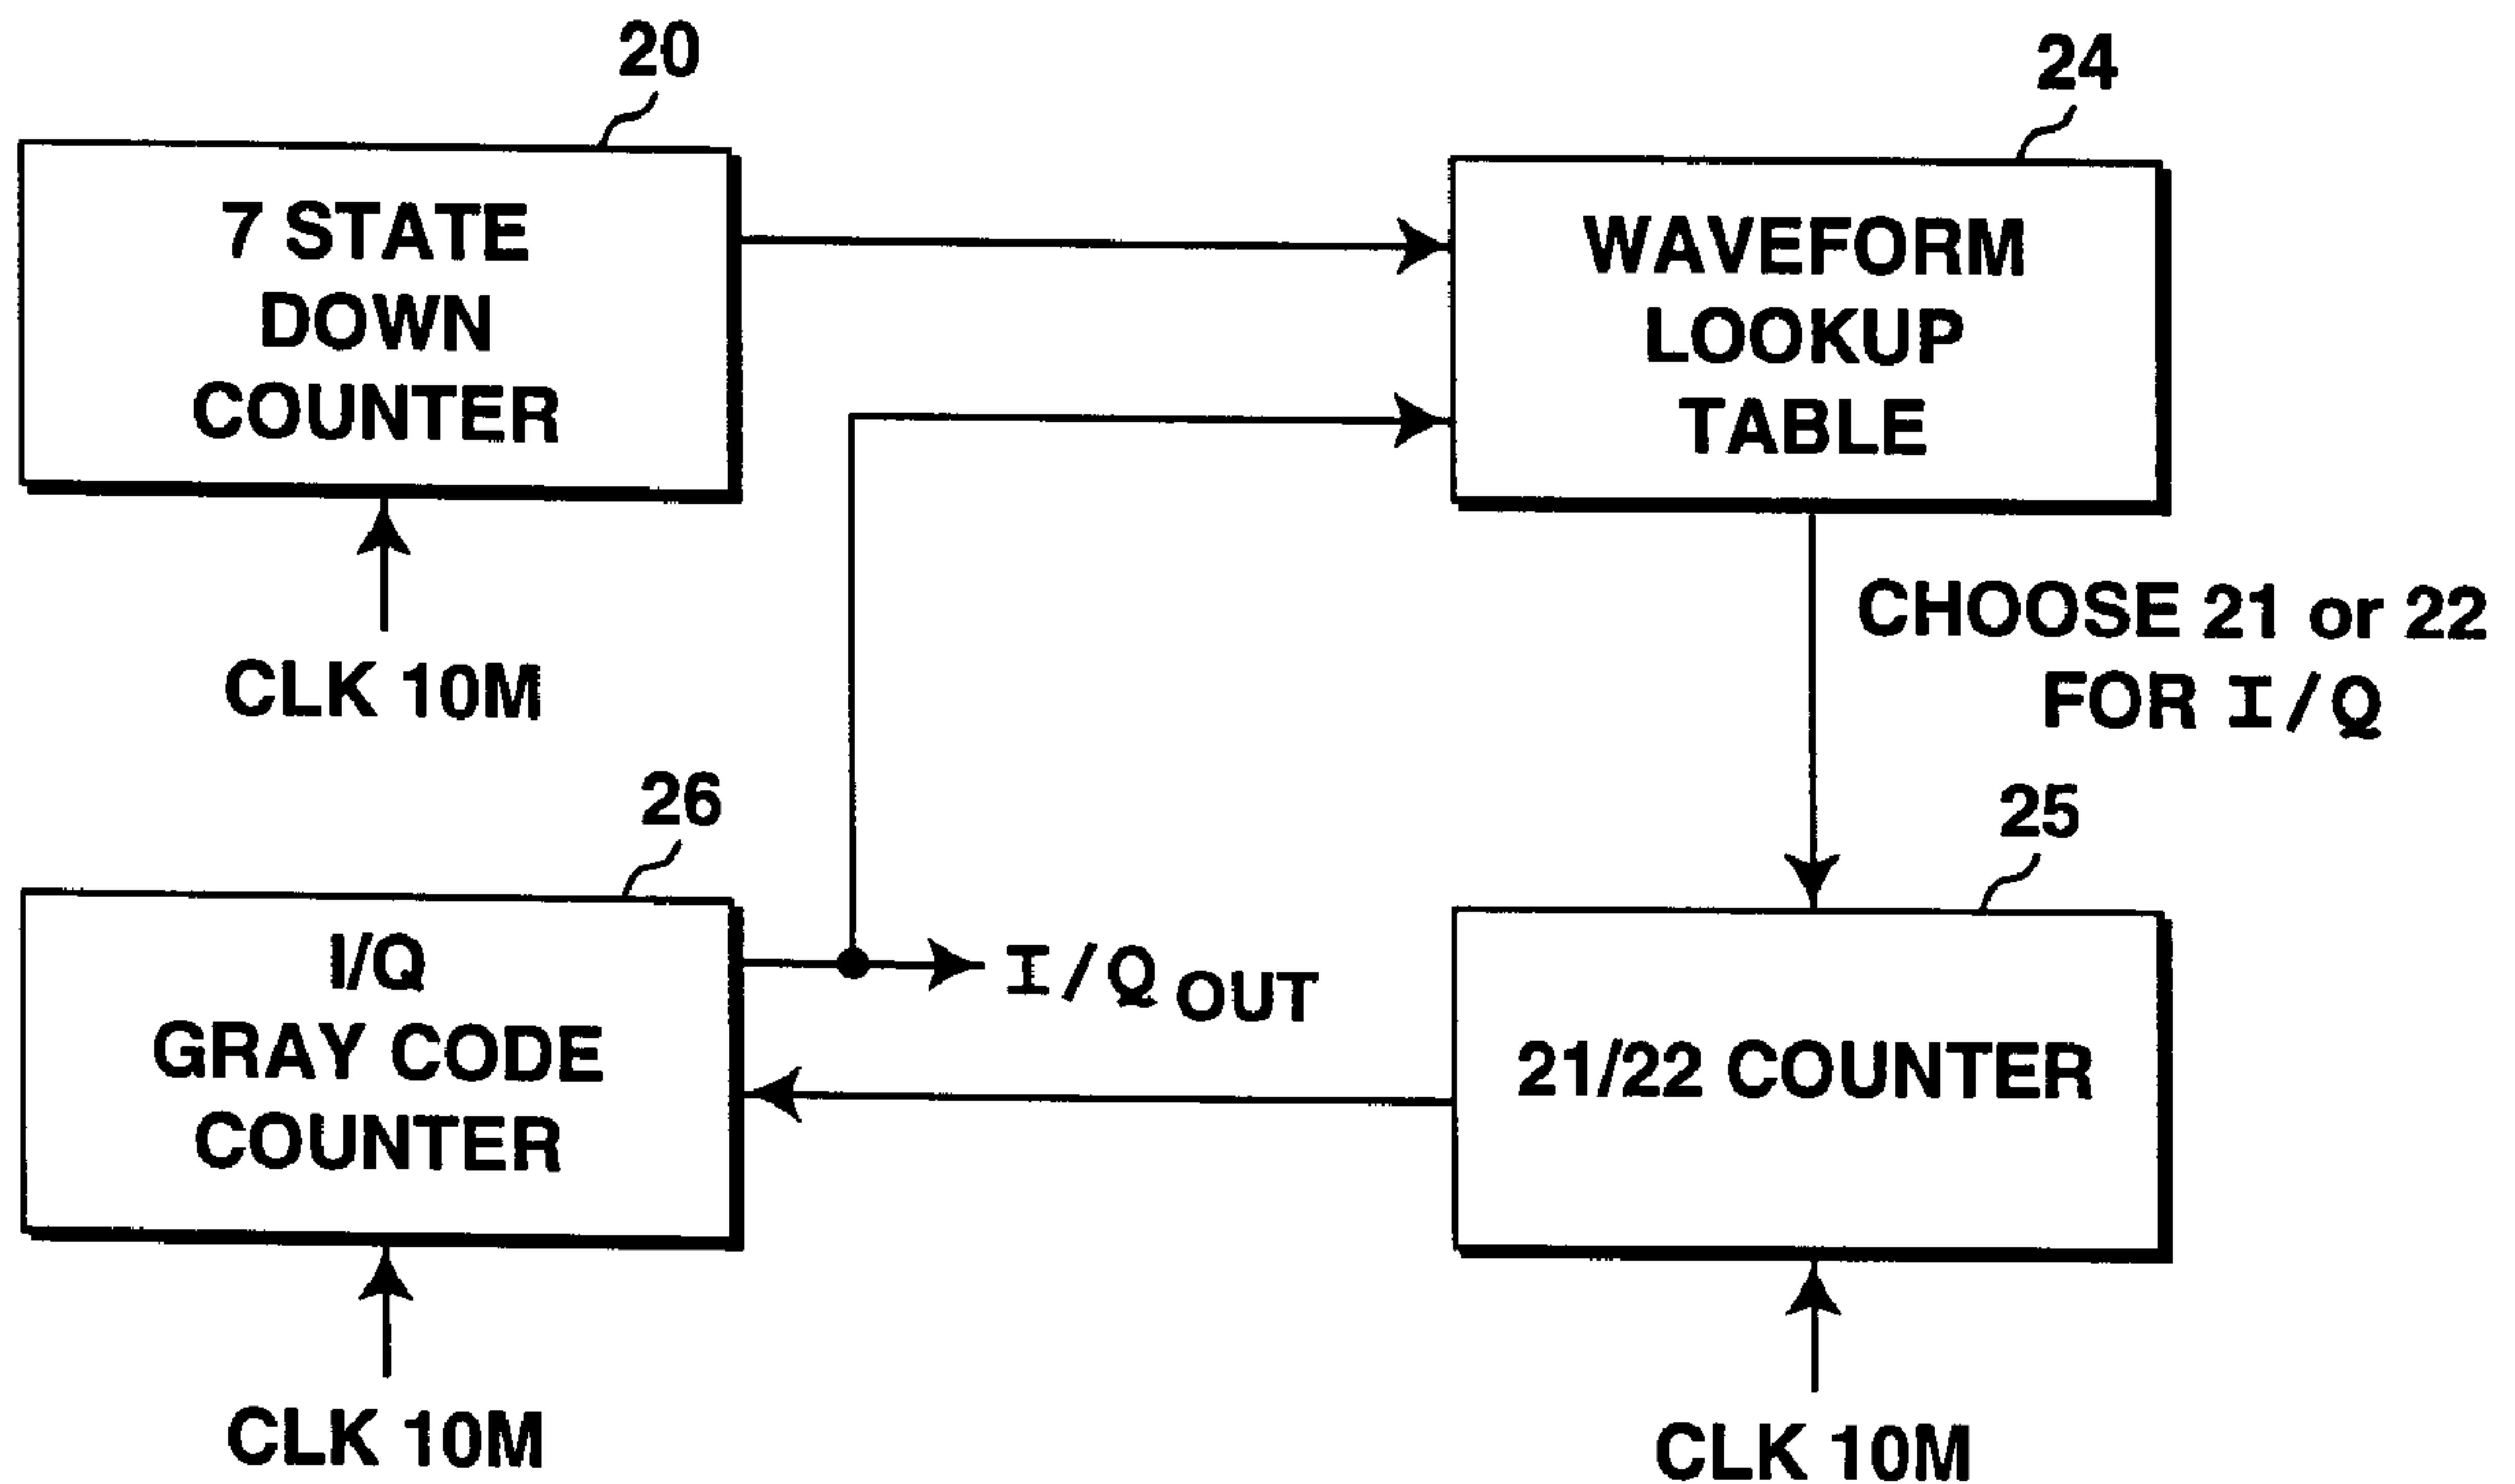 20
7 STATE
DOWN
COUNTER
CLK 10M
24
WAVEFORM
LOOKUP
TABLE
CHOOSE 21 or 22
FOR I/Q
26
I/Q
GRAY CODE
COUNTER
CLK 10M
I/Q OUT
25
21/22 COUNTER
CLK 10M